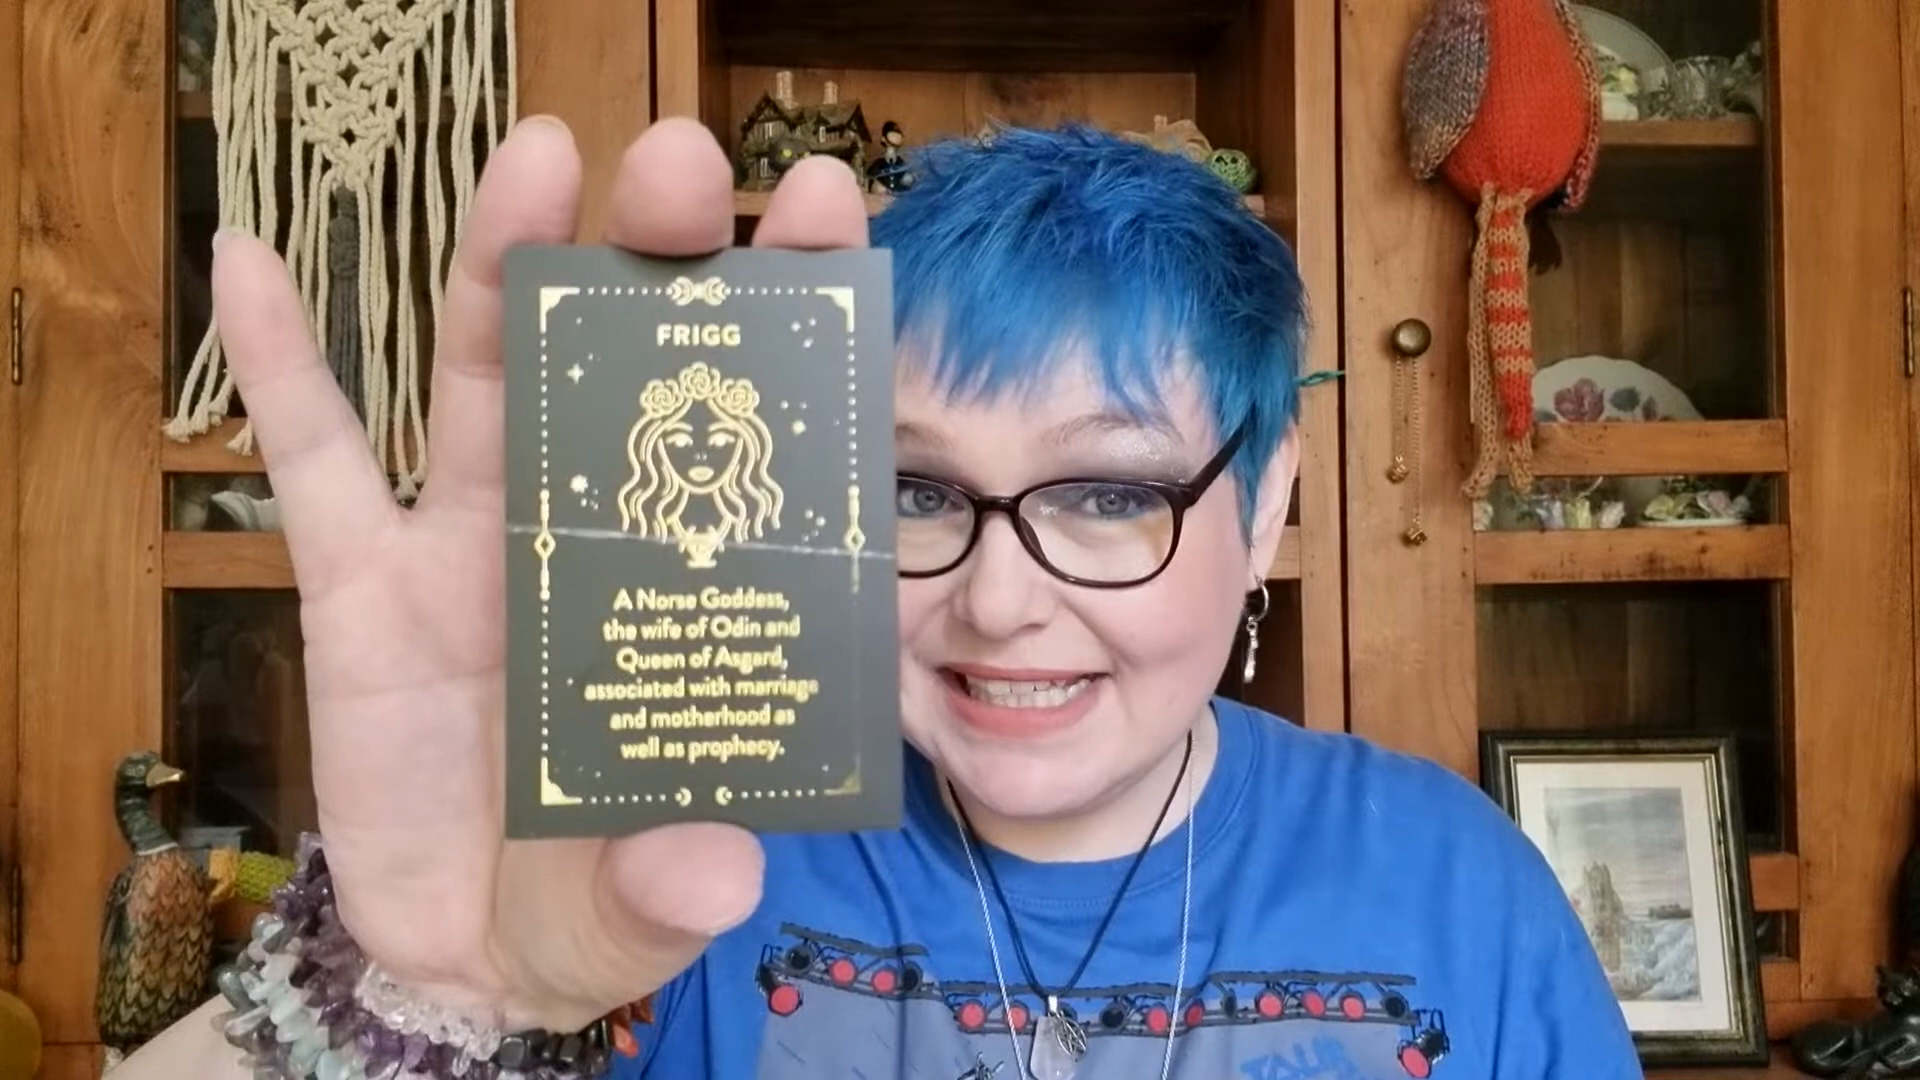 FRIGG
A Norse Goddess,
the wife of Odin and
Queen of Asgard,
associated with marriage
and motherhood as
well as prophecy.